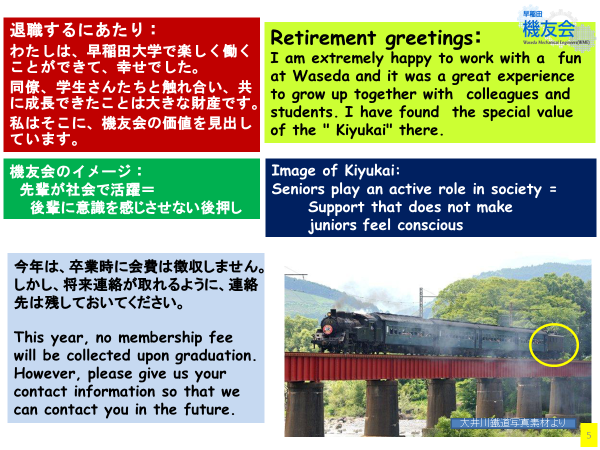 退職するにあたり：
わたしは、早稲田大学で楽しく働く
ことができて、幸せでした。
同僚、学生さんたちと触れ合い、共
に成長できたことは大きな財産です。
私はそこに、機友会の価値を見出し
ています。
早稲田
機友会
Waseda Mechanical Engineers(WME)
Retirement greetings:
I am extremely happy to work with a fun
at Waseda and it was a great experience
to grow up together with colleagues and
students. I have found the special value
of the " Kiyukai" there.
機友会のイメージ：
先輩が社会で活躍＝
後輩に意識を感じさせない後押し
Image of Kiyukai:
Seniors play an active role in society =
Support that does not make
juniors feel conscious
今年は、卒業時に会費は徴収しません。
しかし、将来連絡が取れるように、連絡
先は残しておいてください。
This year, no membership fee
will be collected upon graduation.
However, please give us your
contact information so that we
can contact you in the future.
大井川鐵道写真素材より
5